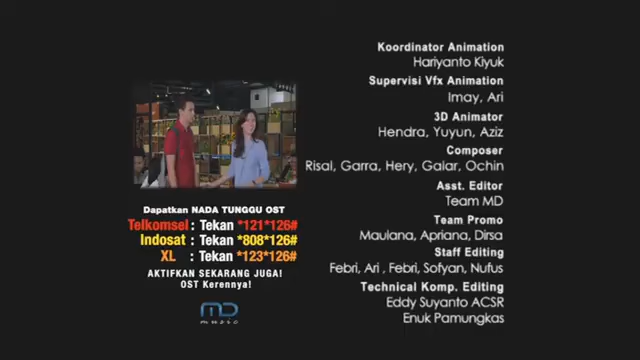 Koordinator Animation
Hariyanto Kiyuk
Supervisi Vfx Animation
Imay, Ari
3D Animator
Hendra, Yuyun, Aziz
Composer
Risal, Garra, Hery, Galar, Ochin
Asst. Editor
Team MD
Team Promo
Maulana, Apriana, Dirsa
Staff Editing
Febri, Ari , Febri, Sofyan, Nufus
Technical Komp. Editing
Eddy Suyanto ACSR
Enuk Pamungkas
Dapatkan NADA TUNGGU OST
Telkomsel : Tekan *121*126#
Indosat : Tekan *808*126#
XL : Tekan *123*126#
AKTIFKAN SEKARANG JUGA!
OST Kerennya!
MD
music